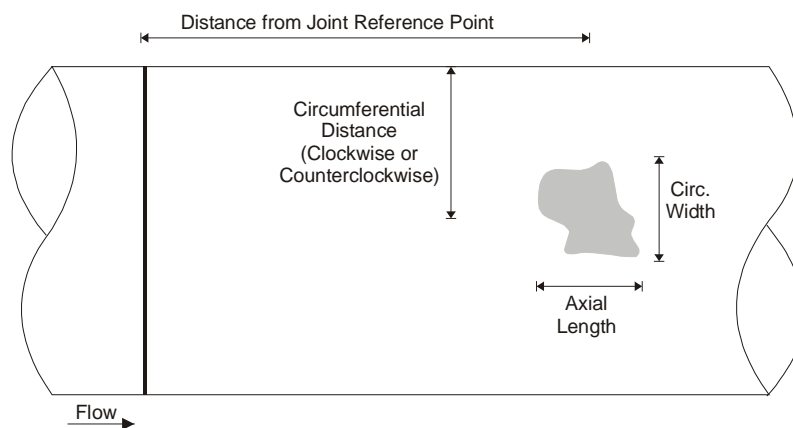 Distance from Joint Reference Point
Circumferential
Distance
(Clockwise or
Counterclockwise)
Circ.
Width
Axial
Length
Flow